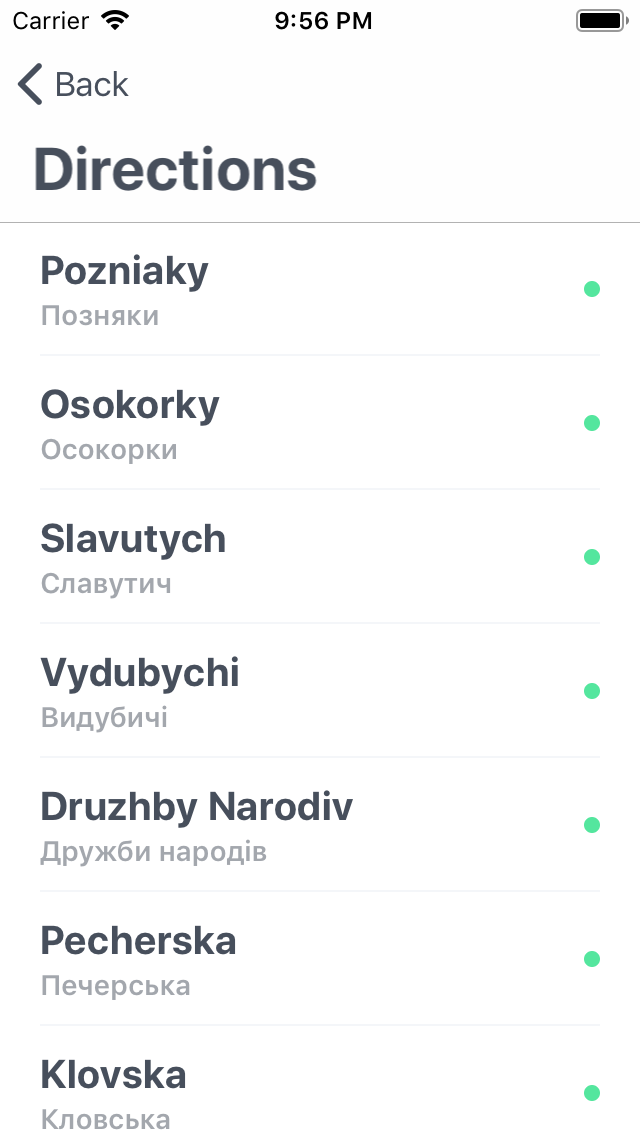 Carrier 9:56 PM
Back
Directions
Pozniaky
Позняки
Osokorky
Осокорки
Slavutych
Славутич
Vydubychi
Видубичі
Druzhby Narodiv
Дружби народів
Pecherska
Печерська
Klovska
Кловська